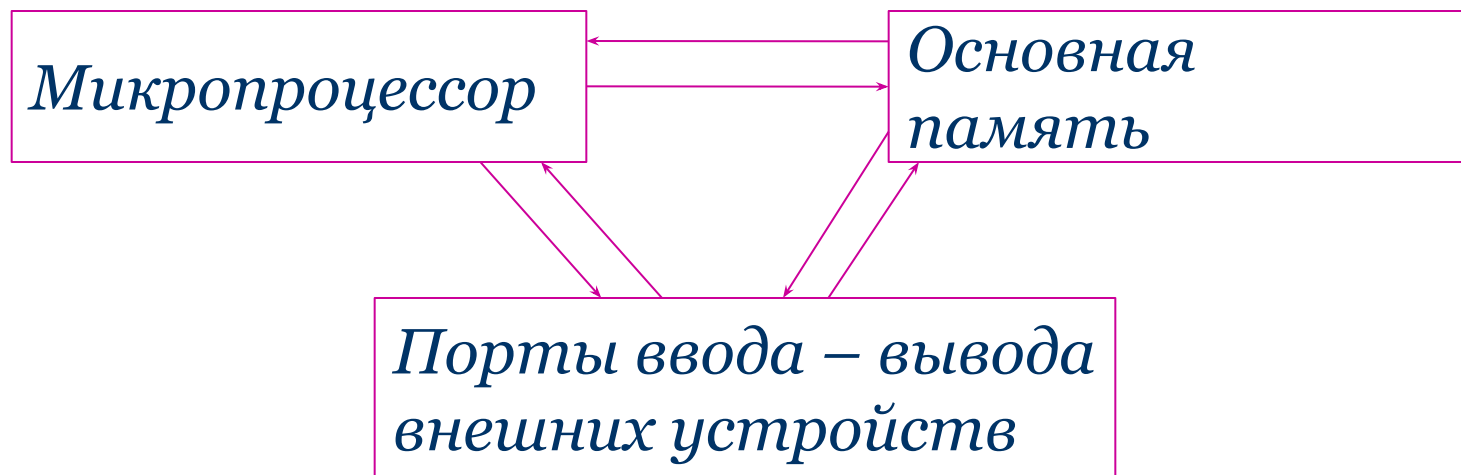 Микропроцессор
Основная
память
Порты ввода – вывода
внешних устройств